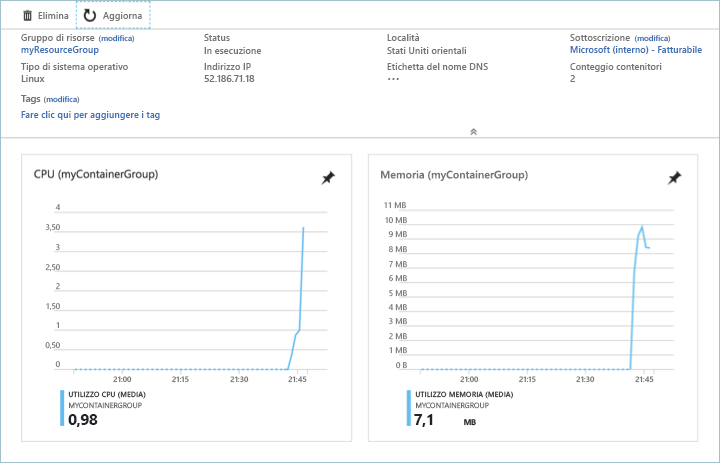 Elimina Aggiorna
Gruppo di risorse (modifica) Status Località Sottoscrizione (modifica)
myResourceGroup In esecuzione Stati Uniti orientali Microsoft (interno) - Fatturabile
Tipo di sistema operativo Indirizzo IP Etichetta del nome DNS Conteggio contenitori
Linux 52.186.71.18 --- 2
Tags (modifica)
Fare clic qui per aggiungere i tag
CPU (myContainerGroup)
4
3,50
3
2,50
2
1,50
1
0,50
0
21:00 21:15 21:30 21:45
UTILIZZO CPU (MEDIA)
MYCONTAINERGROUP
0,98
Memoria (myContainerGroup)
11 MB
10 MB
9 MB
8 MB
7 MB
6 MB
5 MB
4 MB
3 MB
2 MB
1 MB
0 B
21:00 21:15 21:30 21:45
UTILIZZO MEMORIA (MEDIA)
MYCONTAINERGROUP
7,1 MB